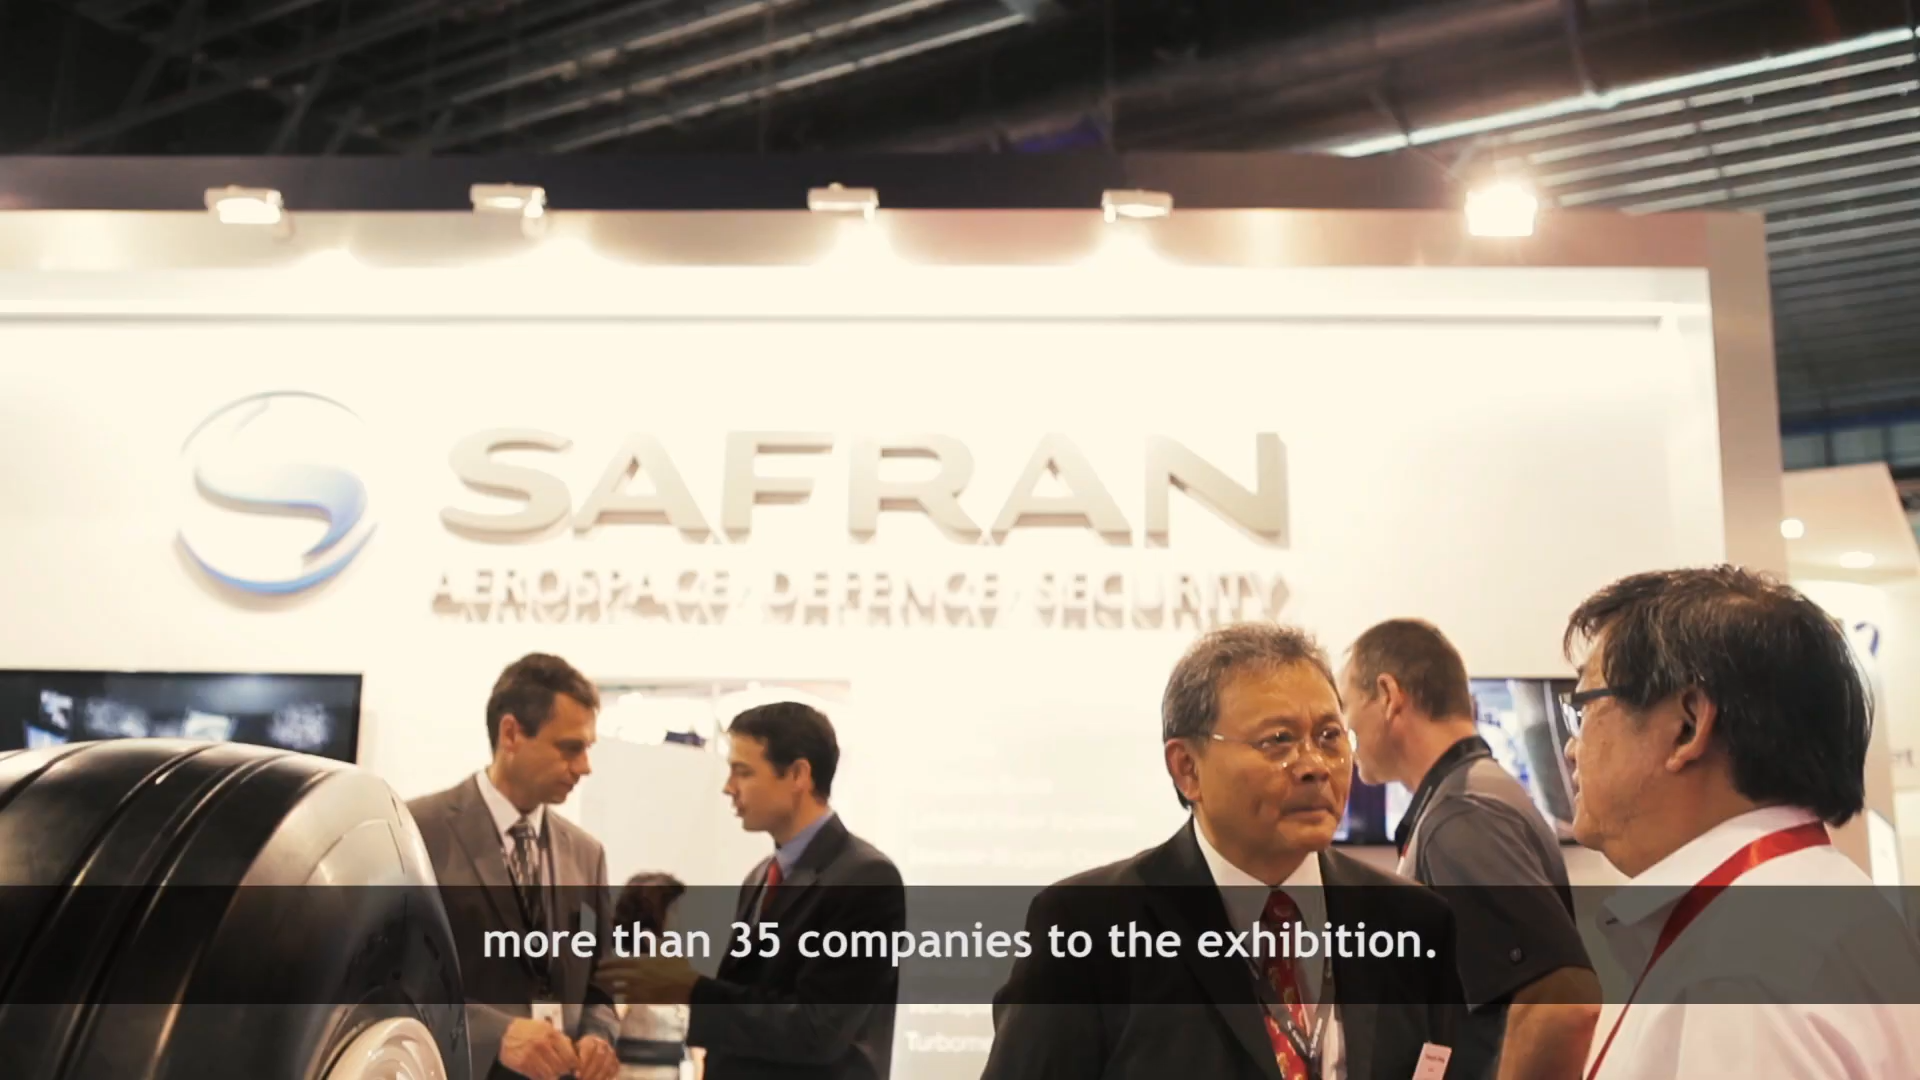 SAFRAN
AEROSPACE / DEFENCE / SECURITY
more than 35 companies to the exhibition.